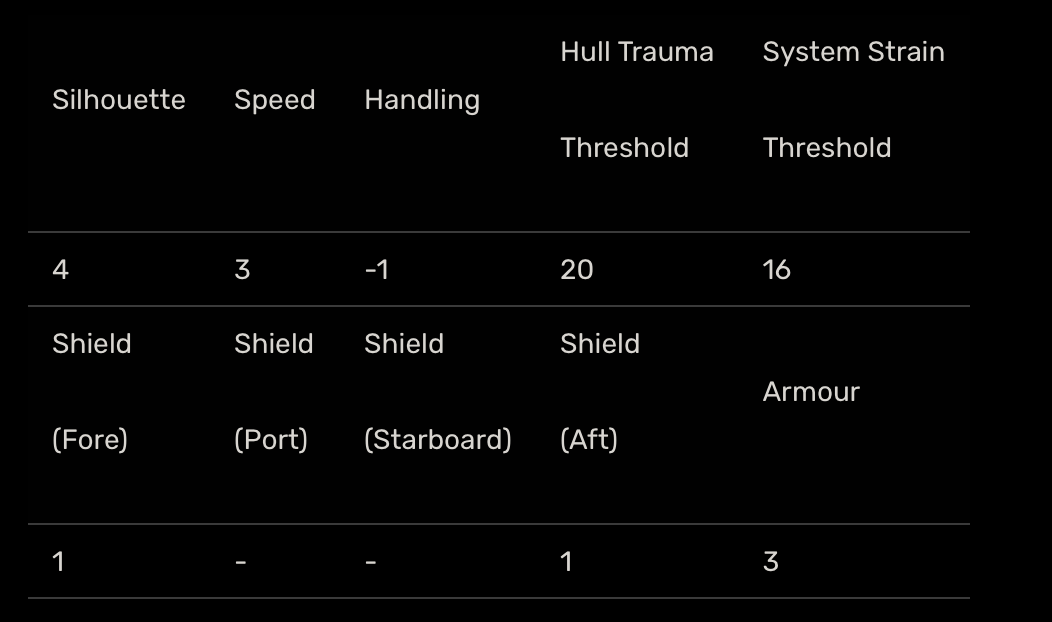 Silhouette Speed Handling Hull Trauma Threshold System Strain Threshold
4 3 -1 20 16
Shield (Fore) Shield (Port) Shield (Starboard) Shield (Aft) Armour
1 - - 1 3